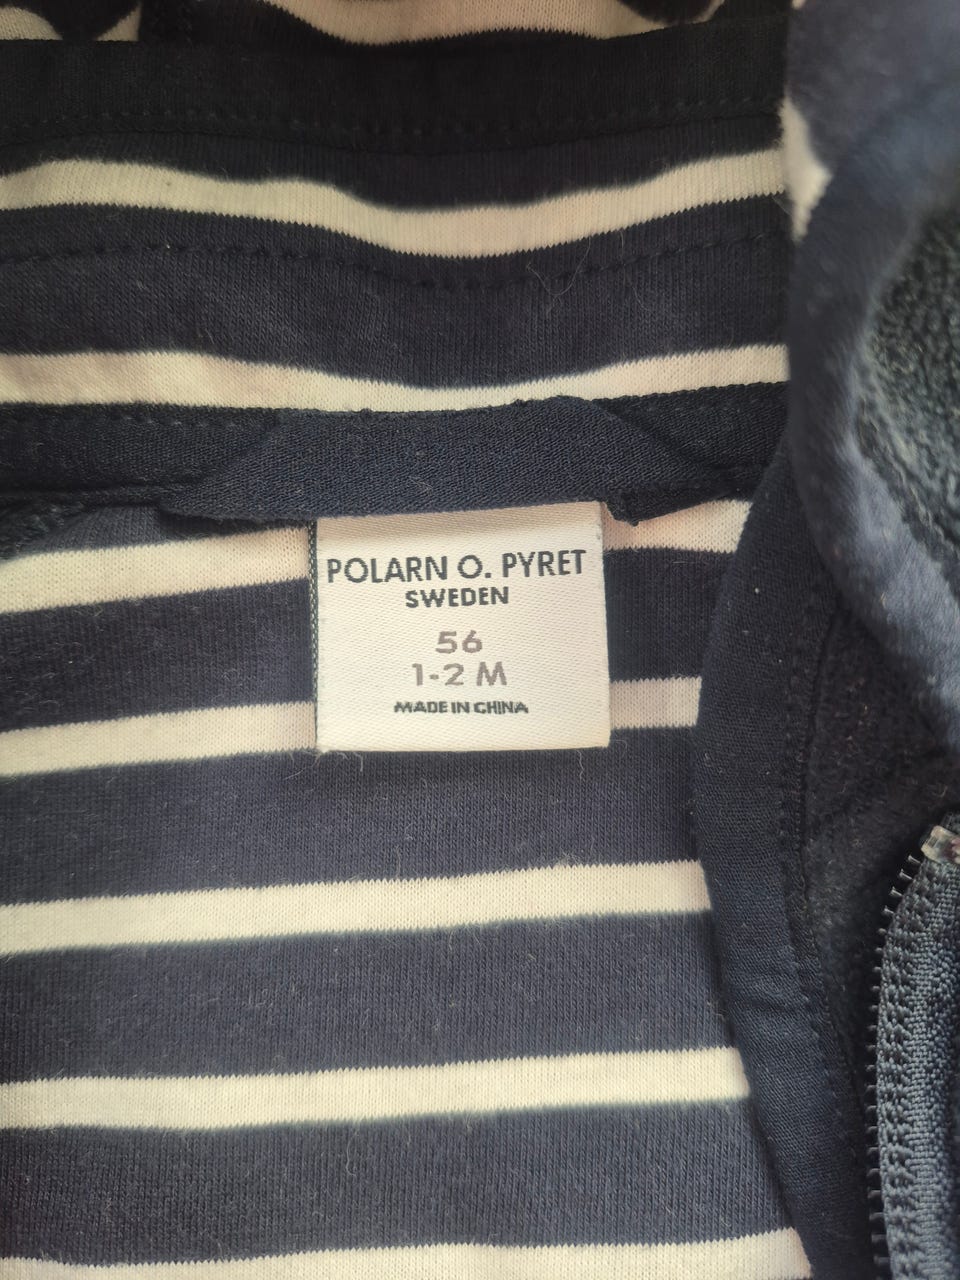 POLARN O. PYRET
SWEDEN
56
1-2 M
MADE IN CHINA